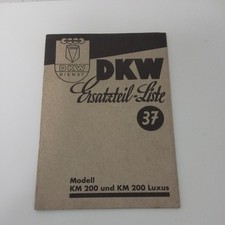 DKW
DIENST
DKW
Ersatzteil-Liste
37
Modell
KM 200 und KM 200 Luxus